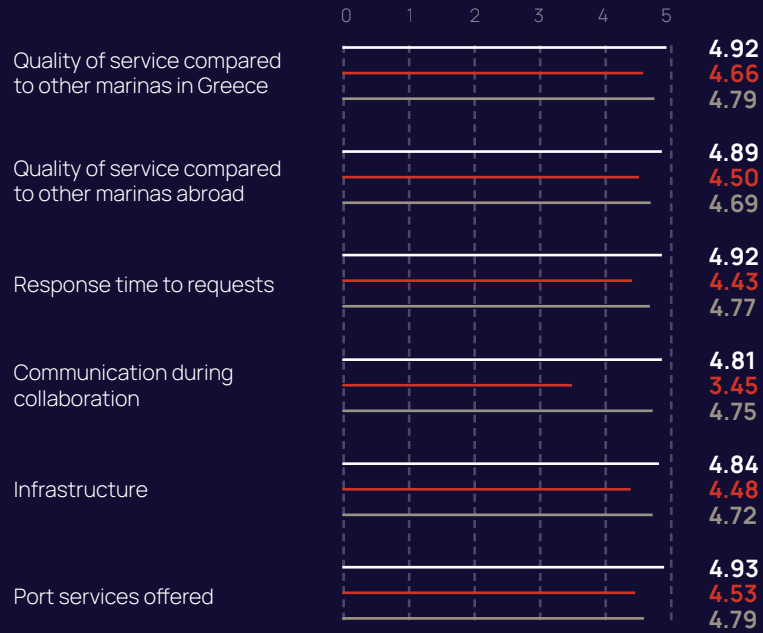 0 1 2 3 4 5
Quality of service compared
to other marinas in Greece
4.92
4.66
4.79
Quality of service compared
to other marinas abroad
4.89
4.50
4.69
Response time to requests
4.92
4.43
4.77
Communication during
collaboration
4.81
3.45
4.75
Infrastructure
4.84
4.48
4.72
Port services offered
4.93
4.53
4.79